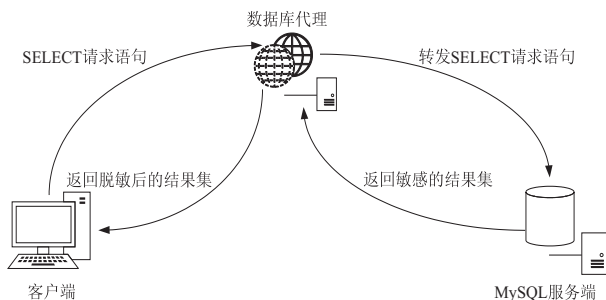 数据库代理
SELECT请求语句
转发SELECT请求语句
返回脱敏后的结果集
返回敏感的结果集
客户端
MySQL服务端